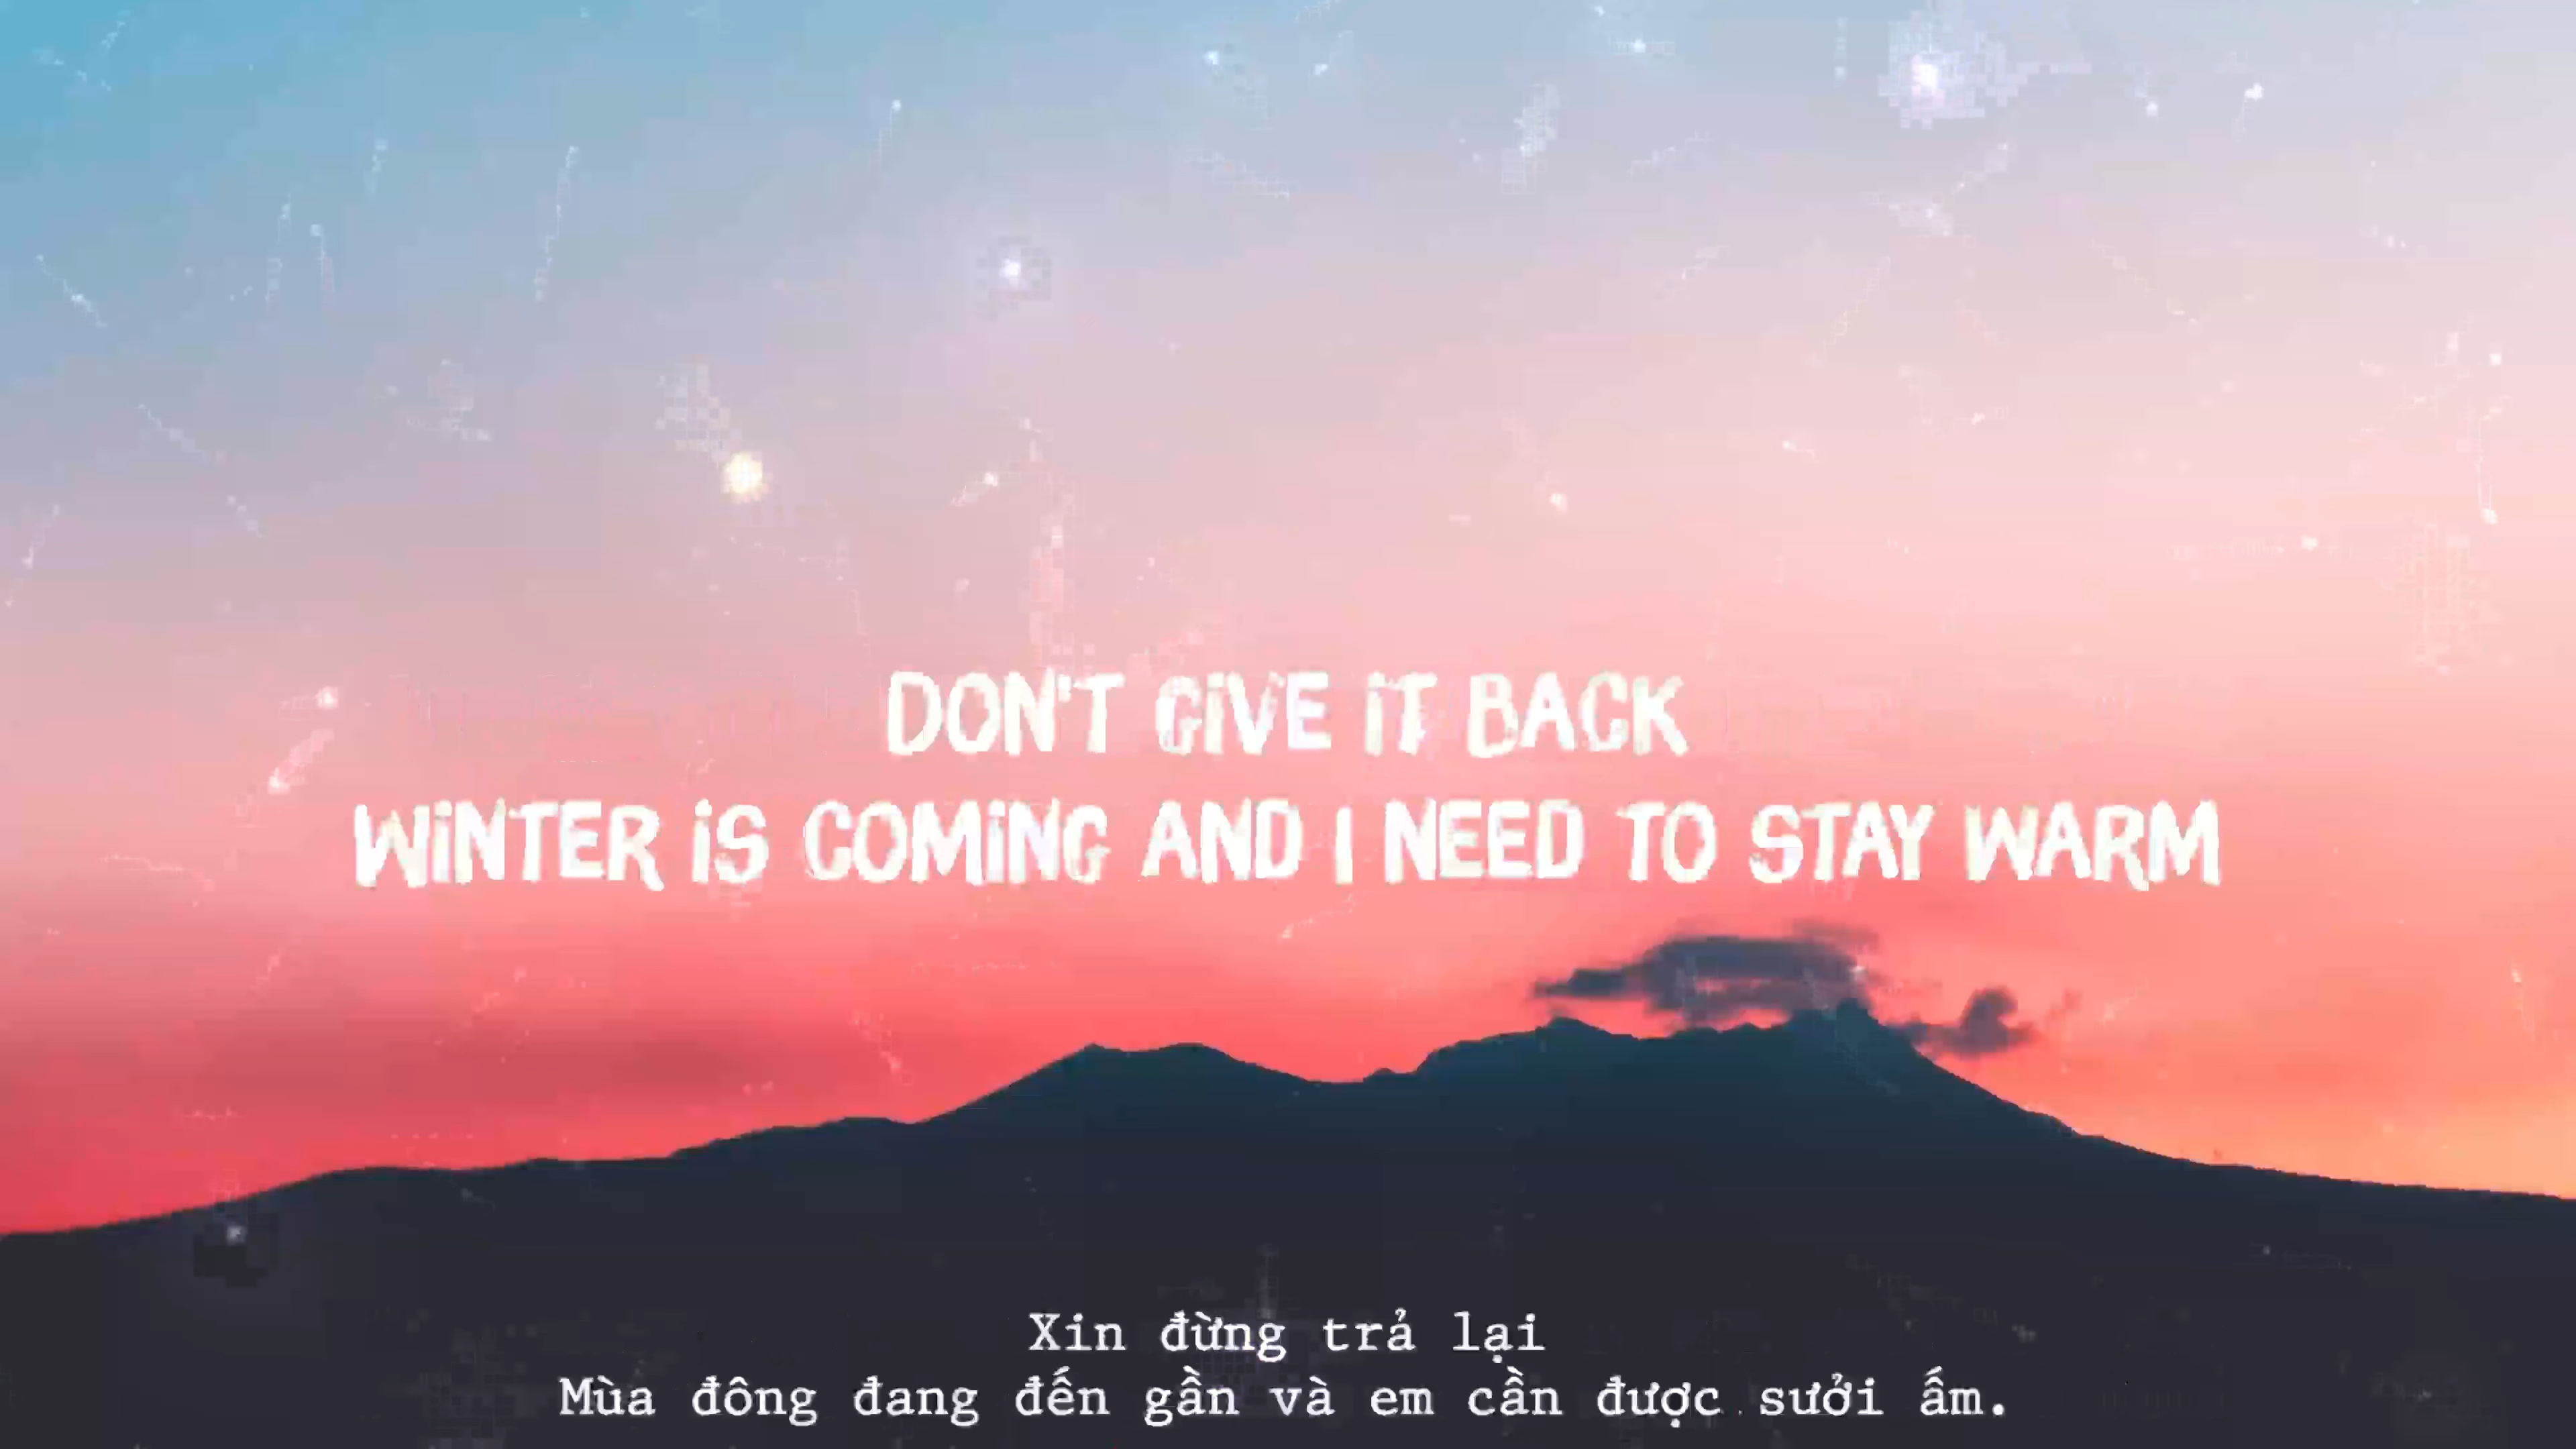 DON'T GiVE iT BACK
WiNTER iS COMiNG AND I NEED TO STAY WARM
Xin đừng trả lại
Mùa đông đang đến gần và em cần được sưởi ấm.